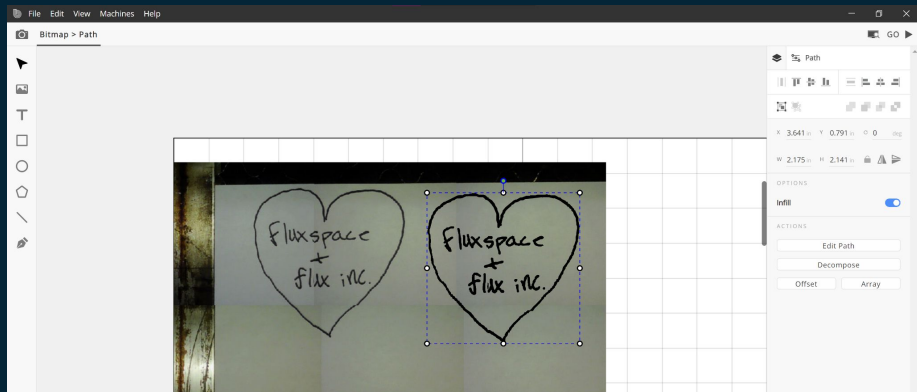 File Edit View Machines Help
Bitmap > Path
GO
Path
X 3.641 in Y 0.791 in 0 deg
W 2.175 in H 2.141 in
OPTIONS
Infill
ACTIONS
Edit Path
Decompose
Offset Array
Fluxspace
+
flux inc.
Fluxspace
+
flux inc.